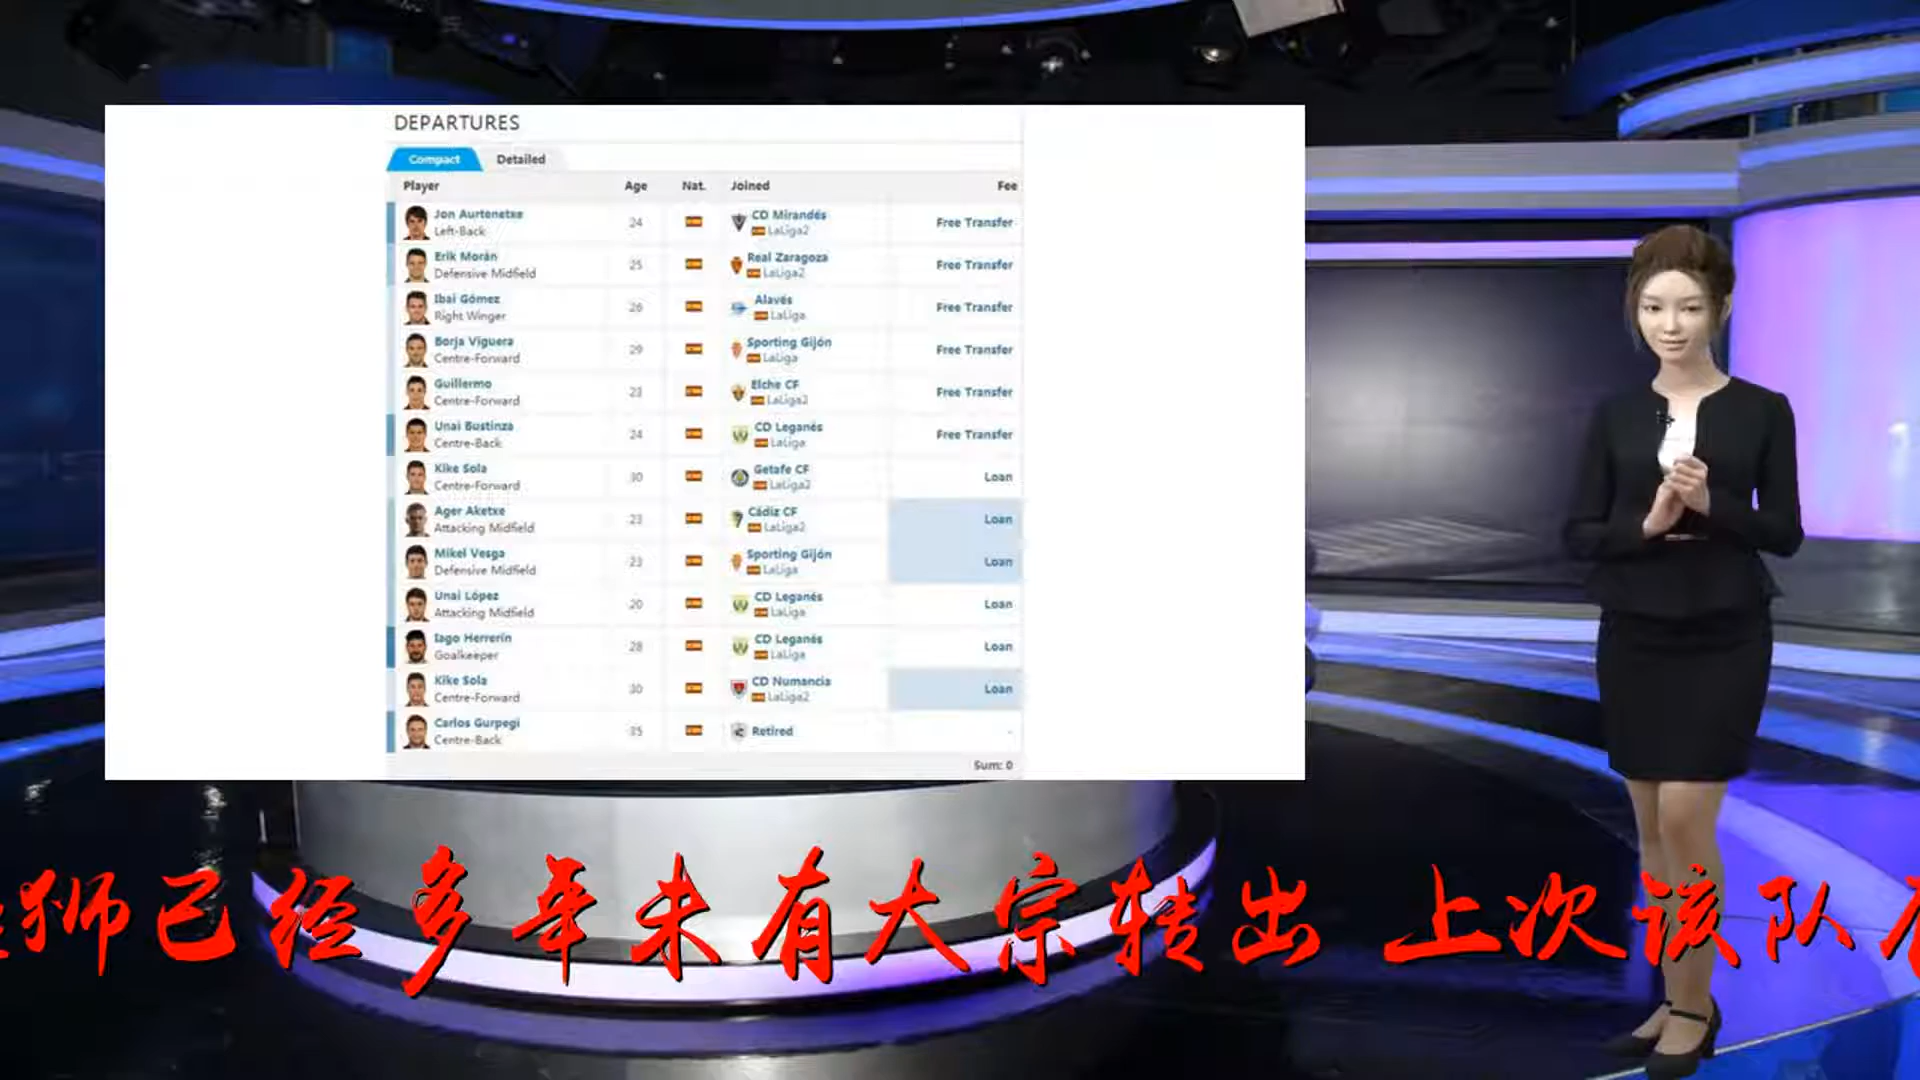 DEPARTURES
Compact Detailed
Player Age Nat. Joined Fee
Jon Aurtenetxe 24 CD Mirandés Free Transfer
Left-Back LaLiga2
Erik Morán 25 Real Zaragoza Free Transfer
Defensive Midfield LaLiga2
Ibai Gómez 26 Alavés Free Transfer
Right Winger LaLiga
Borja Viguera 29 Sporting Gijón Free Transfer
Centre-Forward LaLiga
Guillermo 23 Elche CF Free Transfer
Centre-Forward LaLiga2
Unai Bustinza 24 CD Leganés Free Transfer
Centre-Back LaLiga
Kike Sola 30 Getafe CF Loan
Centre-Forward LaLiga2
Ager Aketxe 23 Cádiz CF Loan
Attacking Midfield LaLiga2
Mikel Vesga 23 Sporting Gijón Loan
Defensive Midfield LaLiga
Unai López 20 CD Leganés Loan
Attacking Midfield LaLiga
Iago Herrerín 28 CD Leganés Loan
Goalkeeper LaLiga
Kike Sola 30 CD Numancia Loan
Centre-Forward LaLiga2
Carlos Gurpegi 35 Retired -
Centre-Back
Sum: 0
狮已经多年未有大宗转出 上次该队